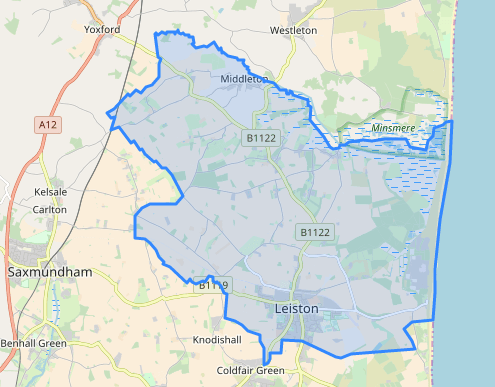 Yoxford
Westleton
Middleton
A12
Minsmere
B1122
Kelsale
Carlton
B1122
Saxmundham
B1119
Leiston
Benhall Green
Knodishall
Coldfair Green